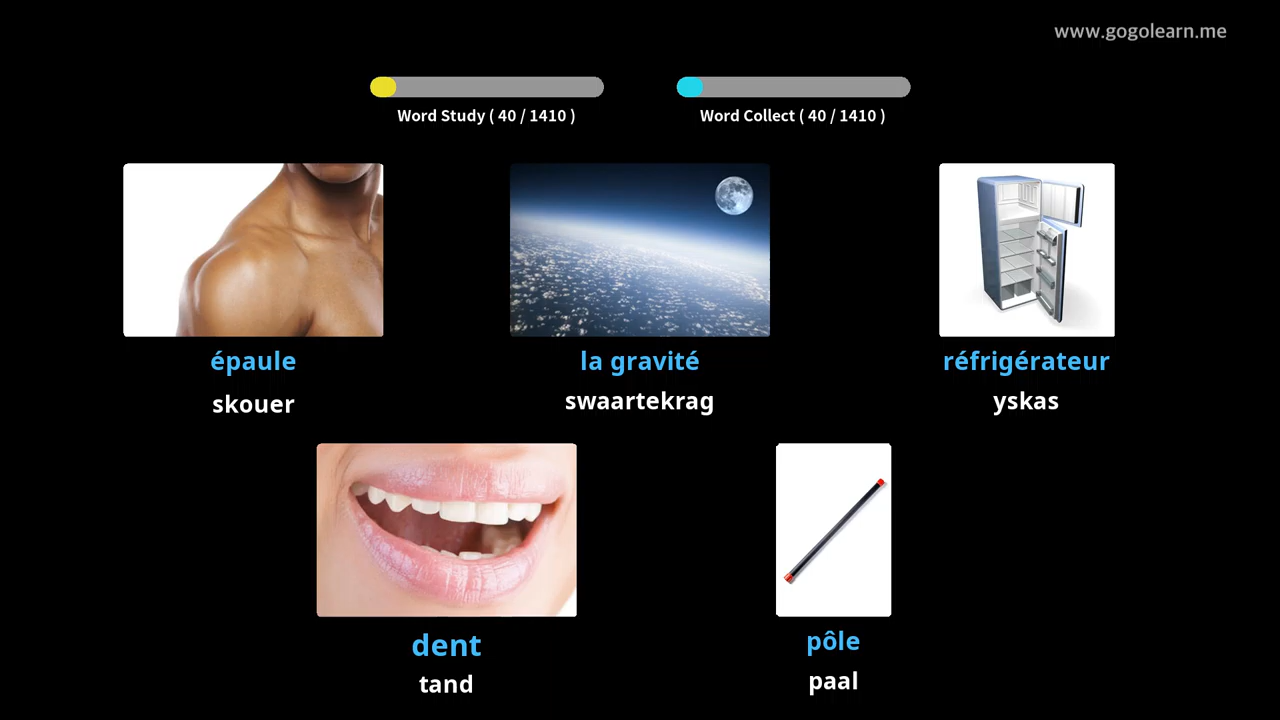 www.gogolearn.me
Word Study ( 40 / 1410 )
Word Collect ( 40 / 1410 )
épaule
skouer
la gravité
swaartekrag
réfrigérateur
yskas
dent
tand
pôle
paal